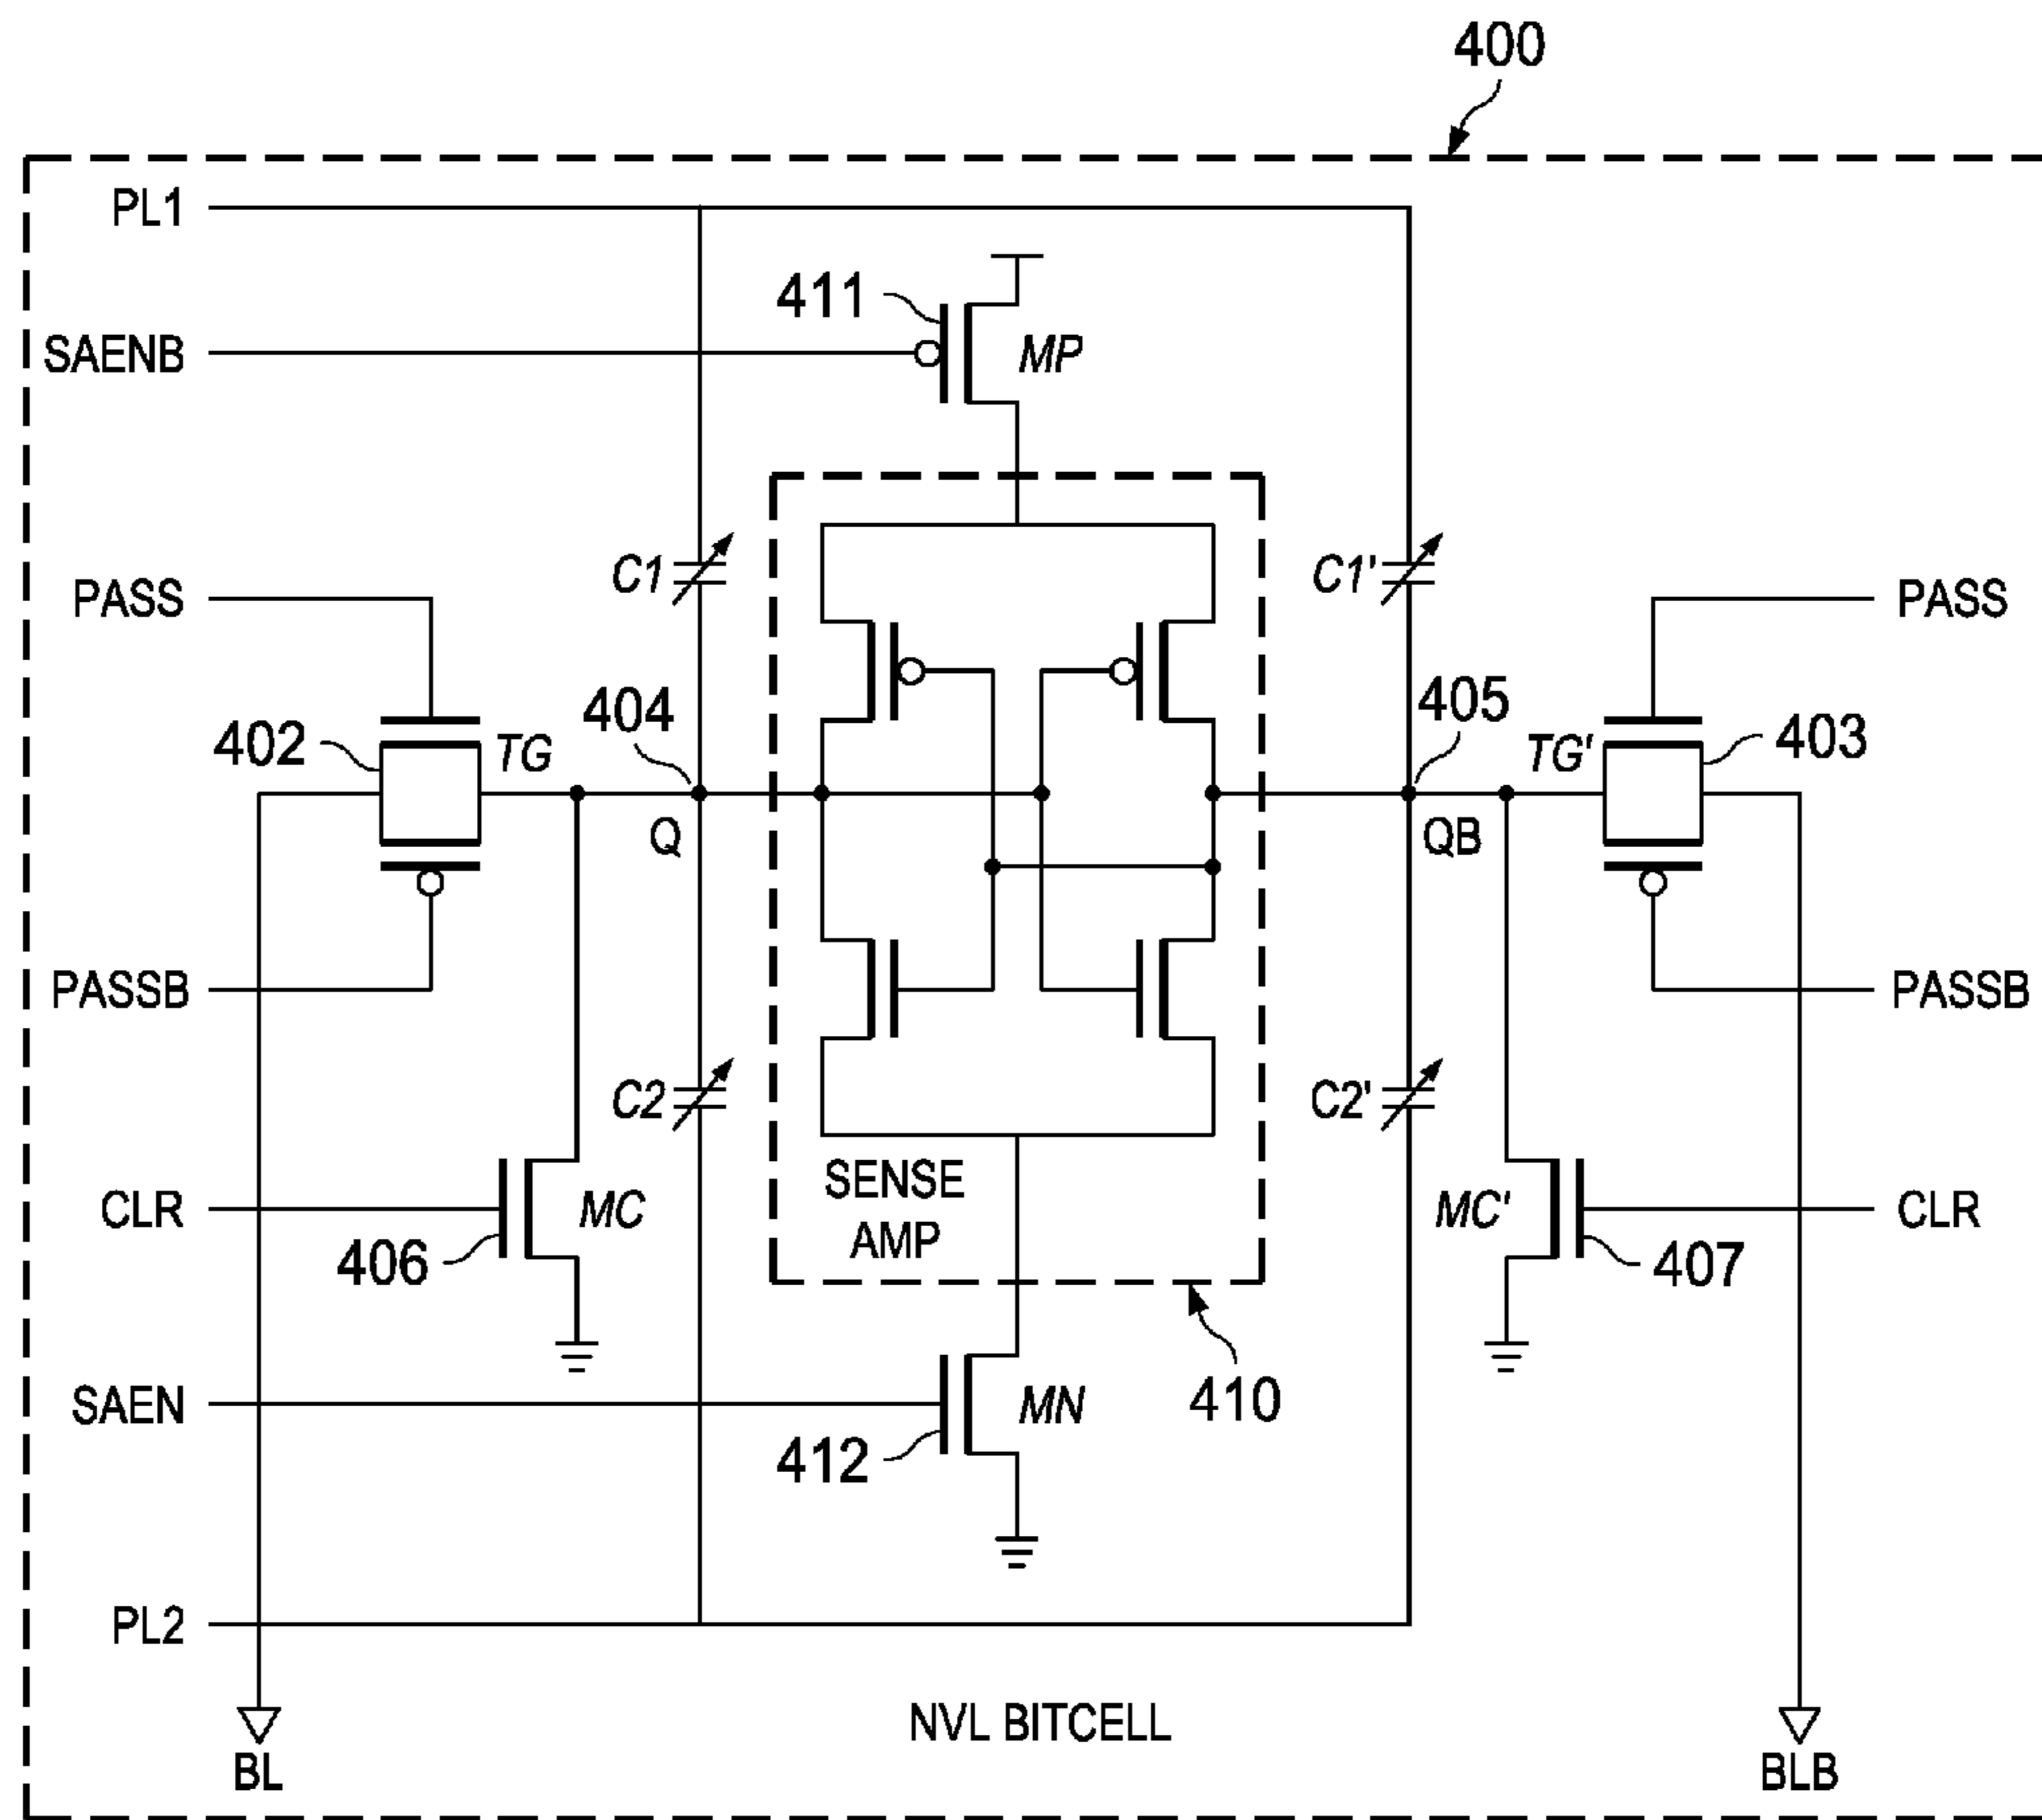 400
PL1
411
SAENB
MP
C1
C1'
PASS
PASS
404
405
402
TG
TG'
403
Q
QB
PASSB
PASSB
C2
C2'
SENSE
AMP
CLR
MC
MC'
CLR
406
407
SAEN
MN
410
412
PL2
NVL BITCELL
BL
BLB